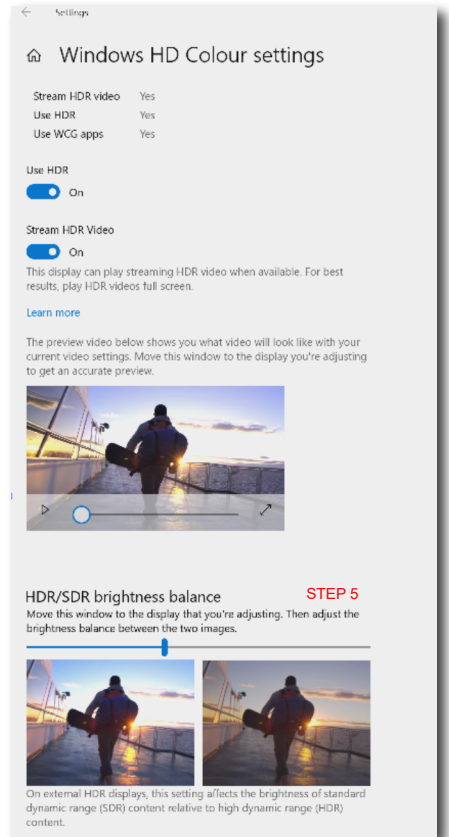 Settings
Windows HD Colour settings
Stream HDR video Yes
Use HDR Yes
Use WCG apps Yes
Use HDR
On
Stream HDR Video
On
This display can play streaming HDR video when available. For best
results, play HDR videos full screen.
Learn more
The preview video below shows you what video will look like with your
current video settings. Move this window to the display you're adjusting
to get an accurate preview.
HDR/SDR brightness balance STEP 5
Move this window to the display that you're adjusting. Then adjust the
brightness balance between the two images.
On external HDR displays, this setting affects the brightness of standard
dynamic range (SDR) content relative to high dynamic range (HDR)
content.